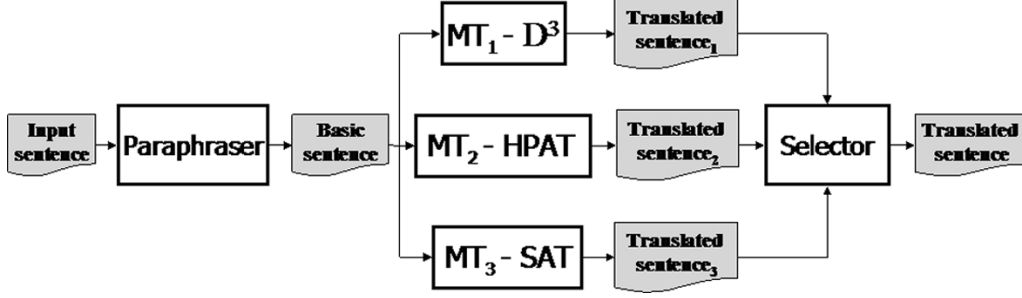 Input
sentence
Paraphraser
Basic
sentence
MT₁ - D³
Translated
sentence₁
MT₂ - HPAT
Translated
sentence₂
MT₃ - SAT
Translated
sentence₃
Selector
Translated
sentence